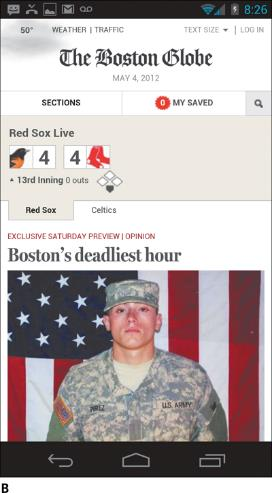 8:26
50° WEATHER | TRAFFIC TEXT SIZE ▼ | LOG IN
The Boston Globe
MAY 4, 2012
SECTIONS 0 MY SAVED
Red Sox Live
4 4
▲ 13th Inning 0 outs
Red Sox Celtics
EXCLUSIVE SATURDAY PREVIEW | OPINION
Boston's deadliest hour
U.S. ARMY
B